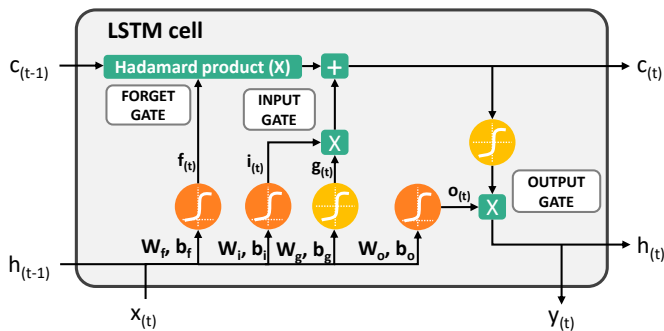 LSTM cell
c(t-1)
Hadamard product (X)
+
c(t)
FORGET
GATE
INPUT
GATE
f(t)
i(t)
X
g(t)
o(t)
X
OUTPUT
GATE
Wf, bf
Wi, bi
Wg, bg
Wo, bo
h(t-1)
h(t)
x(t)
y(t)